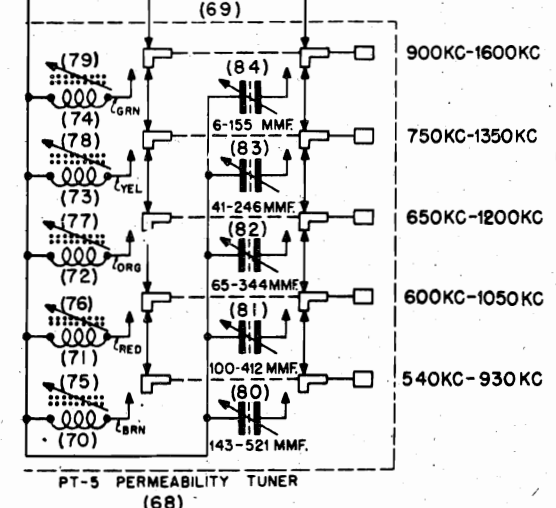 (69)
900KC-1600KC
(79)
(84)
GRN
(74)
6-155 MMF.
750KC-1350KC
(78)
(83)
YEL
(73)
41-246 MMF.
650KC-1200KC
(77)
(82)
ORG
(72)
65-344 MMF.
600KC-1050KC
(76)
(81)
RED
(71)
100-412 MMF.
540KC-930KC
(75)
(80)
BRN
(70)
143-521 MMF.
PT-5 PERMEABILITY TUNER
(68)